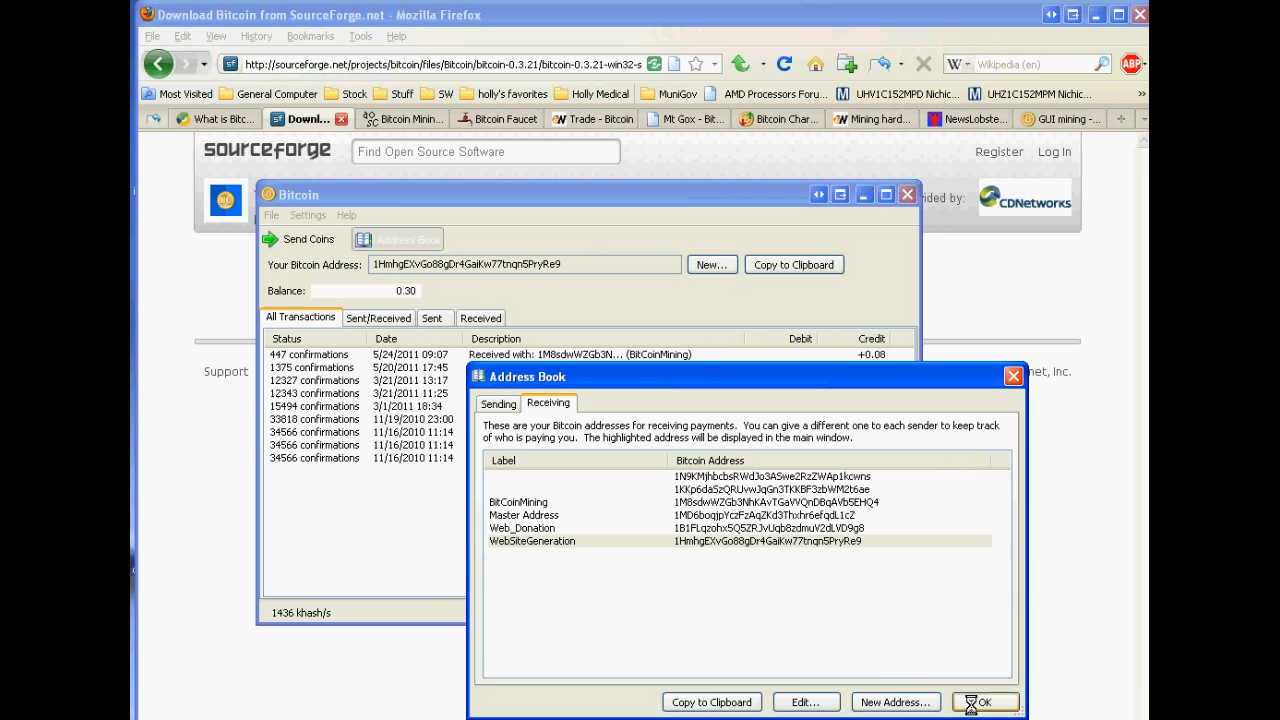 Download Bitcoin from SourceForge.net - Mozilla Firefox
File Edit View History Bookmarks Tools Help
http://sourceforge.net/projects/bitcoin/files/Bitcoin/bitcoin-0.3.21/bitcoin-0.3.21-win32-s W Wikipedia (en) ABP
Most Visited General Computer Stock Stuff SW holly's favorites Holly Medical MuniGov AMD Processors Foru... UHV1C152MPD Nichic... UHZ1C152MPM Nichic... »
What is Bitc... sf Downl... Bitcoin Minin... Bitcoin Faucet Trade - Bitcoin Mt Gox - Bit... Bitcoin Char... Mining hard... NewsLobste... GUI mining -...
sourceforge Find Open Source Software Register Log In
Bitcoin
ided by: CDNetworks
File Settings Help
Send Coins Address Book
Your Bitcoin Address: 1HmhgEXvGo88gDr4GaiKw77tnqn5PryRe9 New... Copy to Clipboard
Balance: 0.30
All Transactions Sent/Received Sent Received
Status Date Description Debit Credit
447 confirmations 5/24/2011 09:07 Received with: 1M8sdwWZGb3N... (BitCoinMining) +0.08
1375 confirmations 5/20/2011 17:45
12327 confirmations 3/21/2011 13:17
12343 confirmations 3/21/2011 11:25
15494 confirmations 3/1/2011 18:34
33818 confirmations 11/19/2010 23:00
34566 confirmations 11/16/2010 11:14
34566 confirmations 11/16/2010 11:14
34566 confirmations 11/16/2010 11:14
1436 khash/s
Support
net, Inc.
Address Book
Sending Receiving
These are your Bitcoin addresses for receiving payments. You can give a different one to each sender to keep track
of who is paying you. The highlighted address will be displayed in the main window.
Label Bitcoin Address
1N9KMjhbcbsRWdJo3ASwe2RzZWAp1kcwns
1KKp6daSzQRUvwJqGn3TKKBF3zbWM2t6ae
BitCoinMining 1M8sdwWZGb3NhKAvTGaVVQnDBqAVb5EHQ4
Master Address 1MD6boqjpYczFzAqZKd3Thxhr6efqdL1cZ
Web_Donation 1B1FLqzohx5Q5ZRJvUqb8zdmuV2dLVD9g8
WebSiteGeneration 1HmhgEXvGo88gDr4GaiKw77tnqn5PryRe9
Copy to Clipboard Edit... New Address... OK